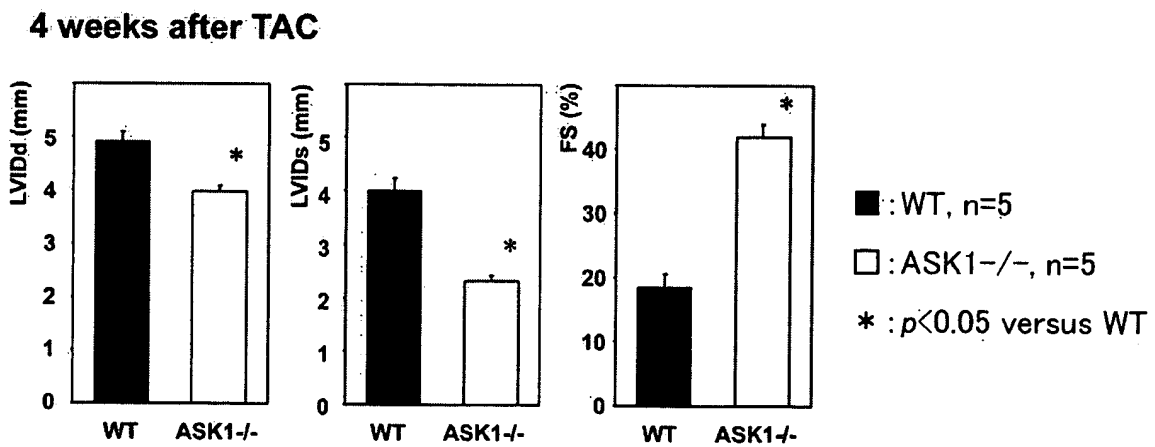 4 weeks after TAC
LVIDd (mm)
5
4
3
2
1
0
WT ASK1-/-
LVIDs (mm)
5
4
3
2
1
0
WT ASK1-/-
FS (%)
40
30
20
10
0
WT ASK1-/-
*
*
*
■ : WT, n=5
□ : ASK1-/-, n=5
* : p<0.05 versus WT